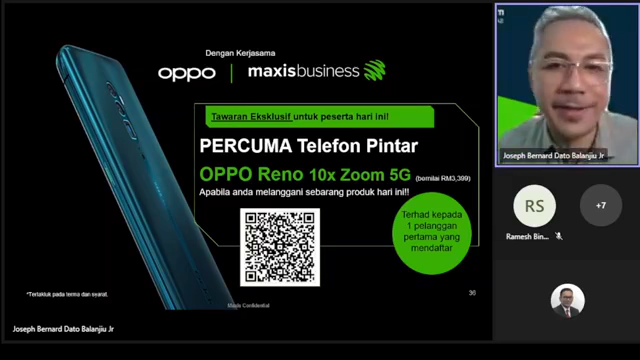 Dengan Kerjasama
oppo | maxisbusiness
Tawaran Eksklusif untuk peserta hari ini!
PERCUMA Telefon Pintar
OPPO Reno 10x Zoom 5G (bernilai RM3,399)
Apabila anda melanggani sebarang produk hari ini!!
Terhad kepada
1 pelanggan
pertama yang
mendaftar
*Tertakluk pada terma dan syarat.
Maxis Confidential
36
Joseph Bernard Dato Balanjiu Jr
Joseph Bernard Dato Balanjiu Jr
RS
Ramesh Bin...
+7